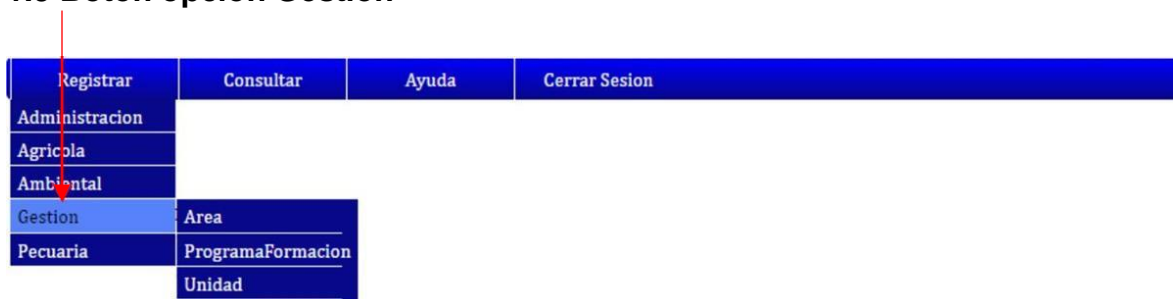 Registrar Consultar Ayuda Cerrar Sesion
Administracion
Agricola
Ambiental
Gestion Area
Pecuaria ProgramaFormacion
Unidad